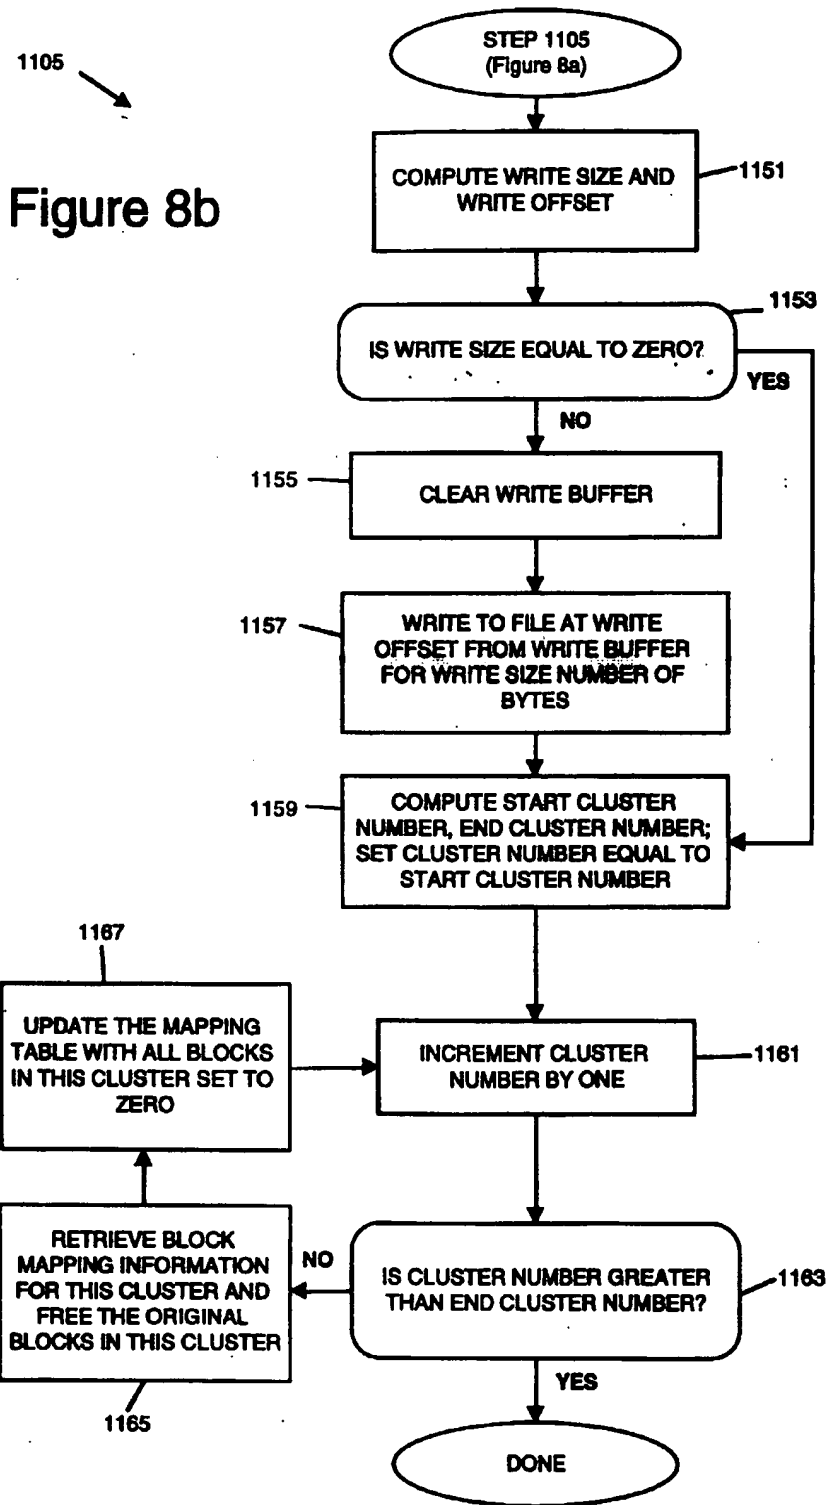 STEP 1105
(Figure 8a)
1105
Figure 8b
COMPUTE WRITE SIZE AND
WRITE OFFSET
1151
1153
IS WRITE SIZE EQUAL TO ZERO?
YES
NO
1155
CLEAR WRITE BUFFER
1157
WRITE TO FILE AT WRITE
OFFSET FROM WRITE BUFFER
FOR WRITE SIZE NUMBER OF
BYTES
1159
COMPUTE START CLUSTER
NUMBER, END CLUSTER NUMBER;
SET CLUSTER NUMBER EQUAL TO
START CLUSTER NUMBER
1167
UPDATE THE MAPPING
TABLE WITH ALL BLOCKS
IN THIS CLUSTER SET TO
ZERO
INCREMENT CLUSTER
NUMBER BY ONE
1161
RETRIEVE BLOCK
MAPPING INFORMATION
FOR THIS CLUSTER AND
FREE THE ORIGINAL
BLOCKS IN THIS CLUSTER
NO
1165
IS CLUSTER NUMBER GREATER
THAN END CLUSTER NUMBER?
1163
YES
DONE